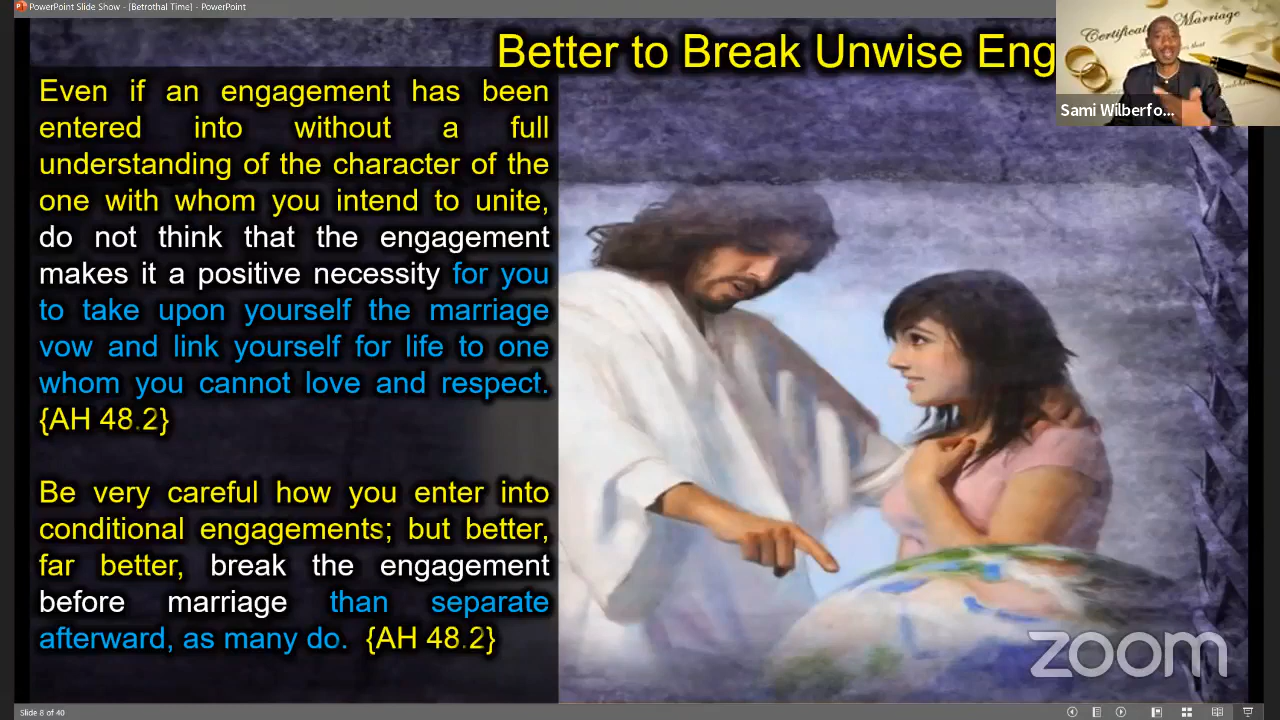 PowerPoint Slide Show - [Betrothal Time] - PowerPoint
Better to Break Unwise Eng
Certificat Marriage
Sami Wilberfo...
Even if an engagement has been
entered into without a full
understanding of the character of the
one with whom you intend to unite,
do not think that the engagement
makes it a positive necessity for you
to take upon yourself the marriage
vow and link yourself for life to one
whom you cannot love and respect.
{AH 48.2}
Be very careful how you enter into
conditional engagements; but better,
far better, break the engagement
before marriage than separate
afterward, as many do. {AH 48.2}
zoom
Slide 8 of 40